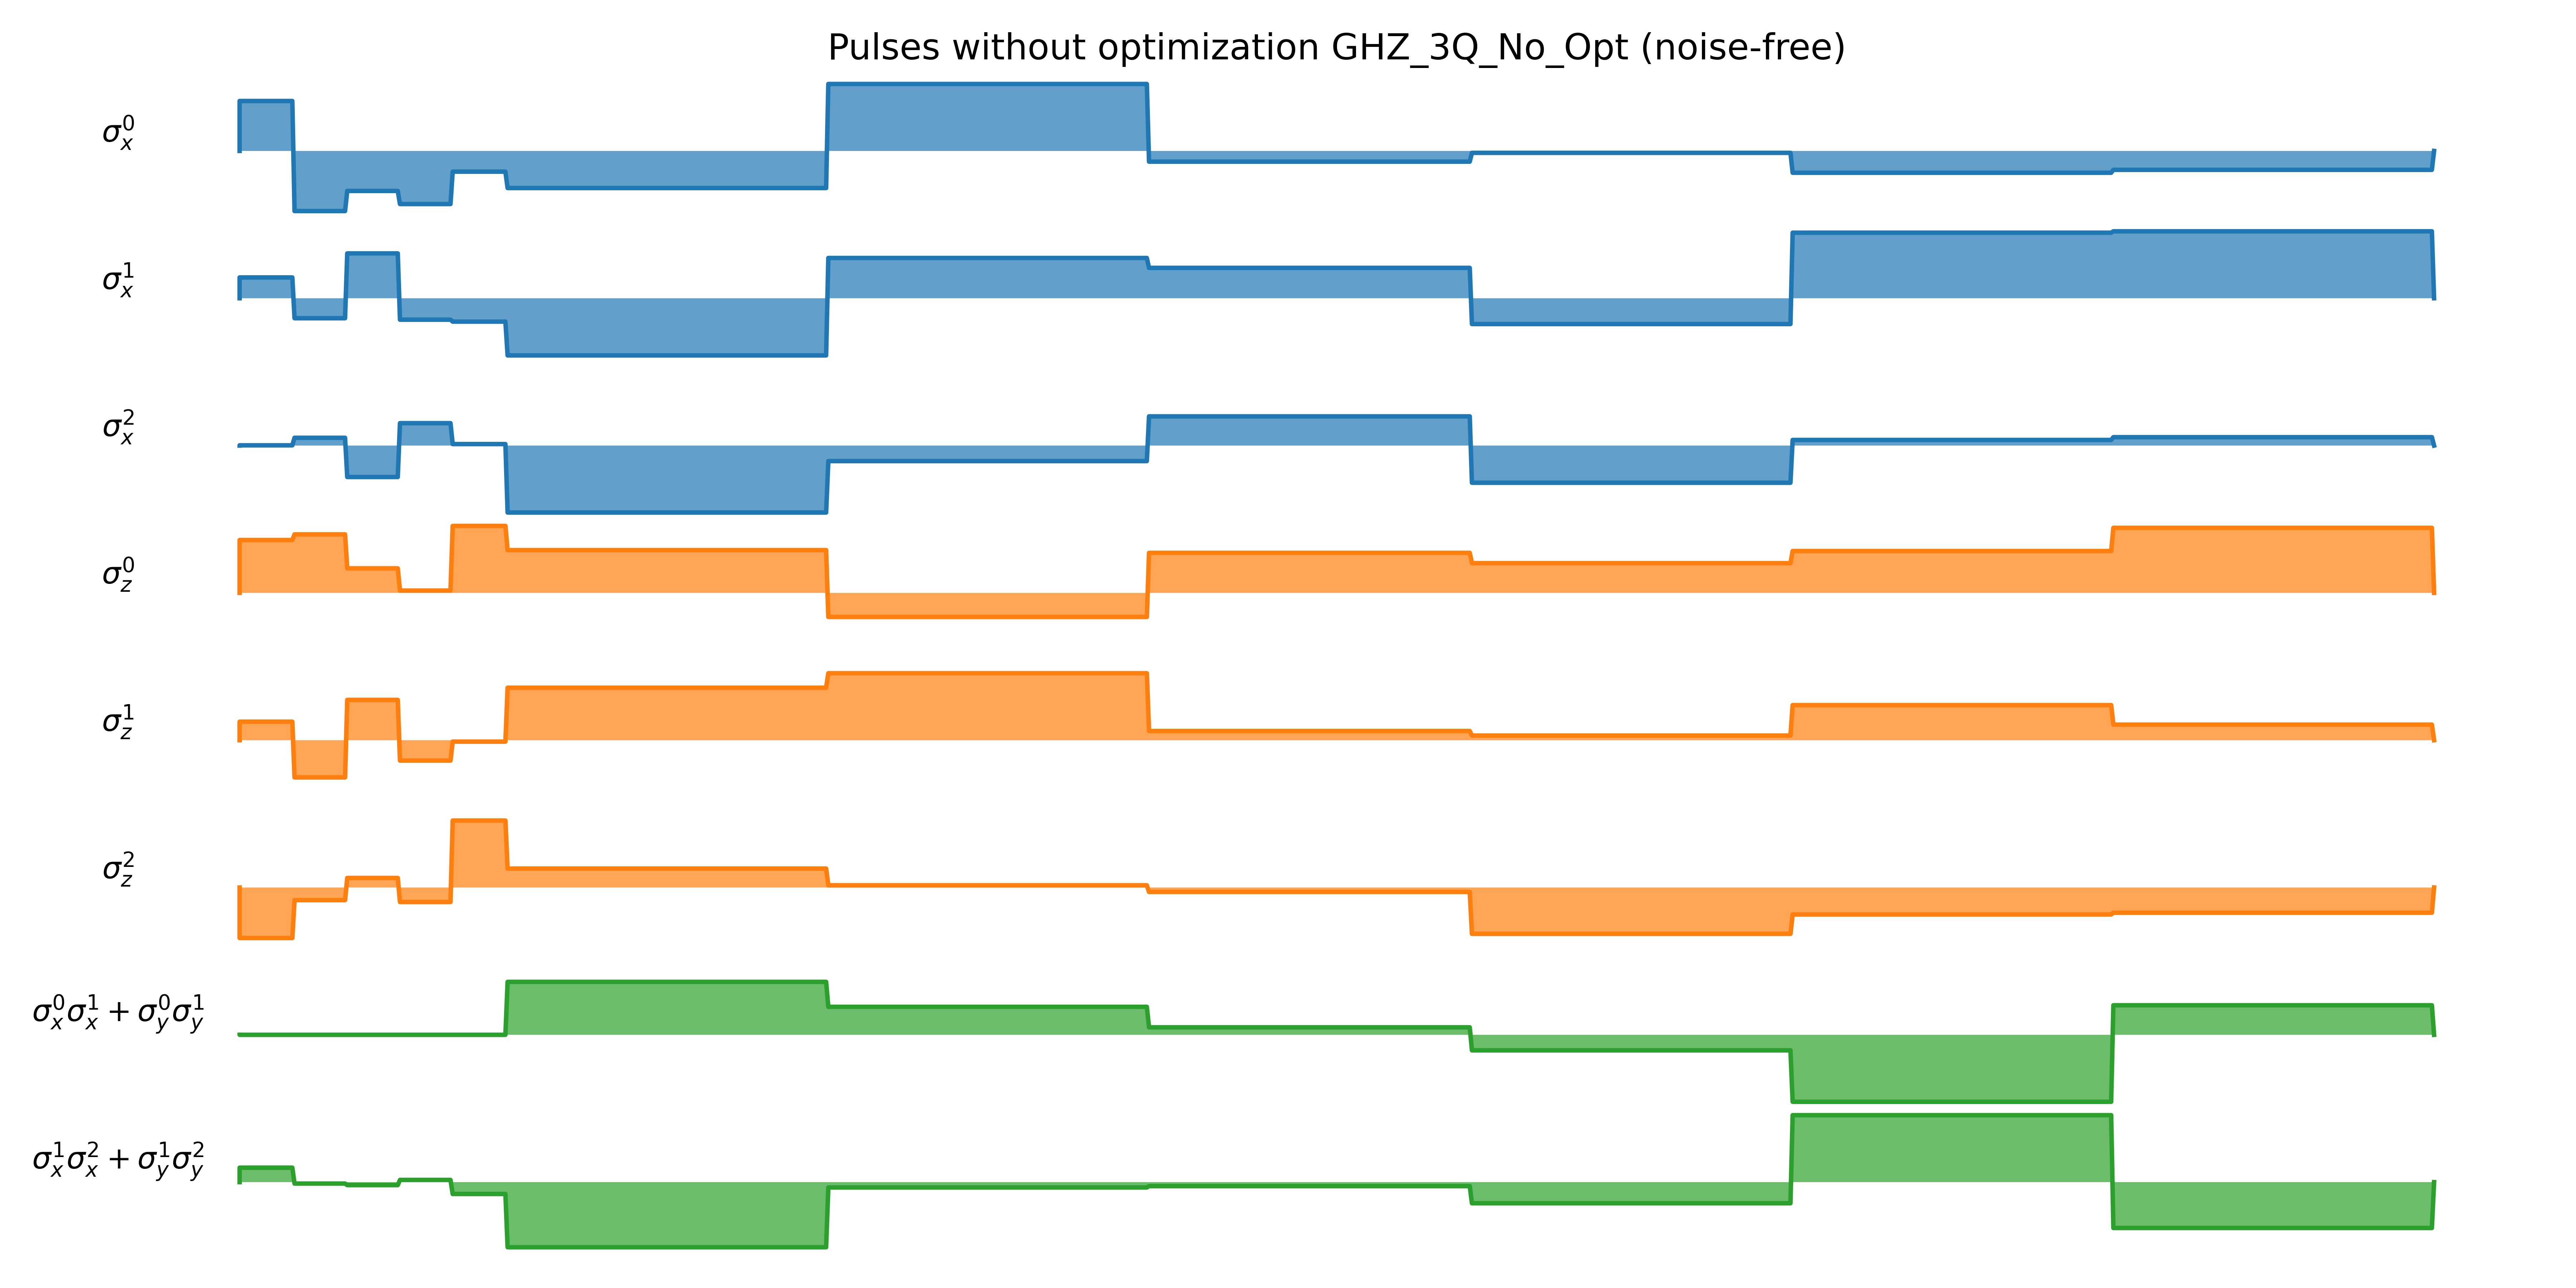 Pulses without optimization GHZ_3Q_No_Opt (noise-free)
σ_x^0
σ_x^1
σ_x^2
σ_z^0
σ_z^1
σ_z^2
σ_x^0σ_x^1 + σ_y^0σ_y^1
σ_x^1σ_x^2 + σ_y^1σ_y^2